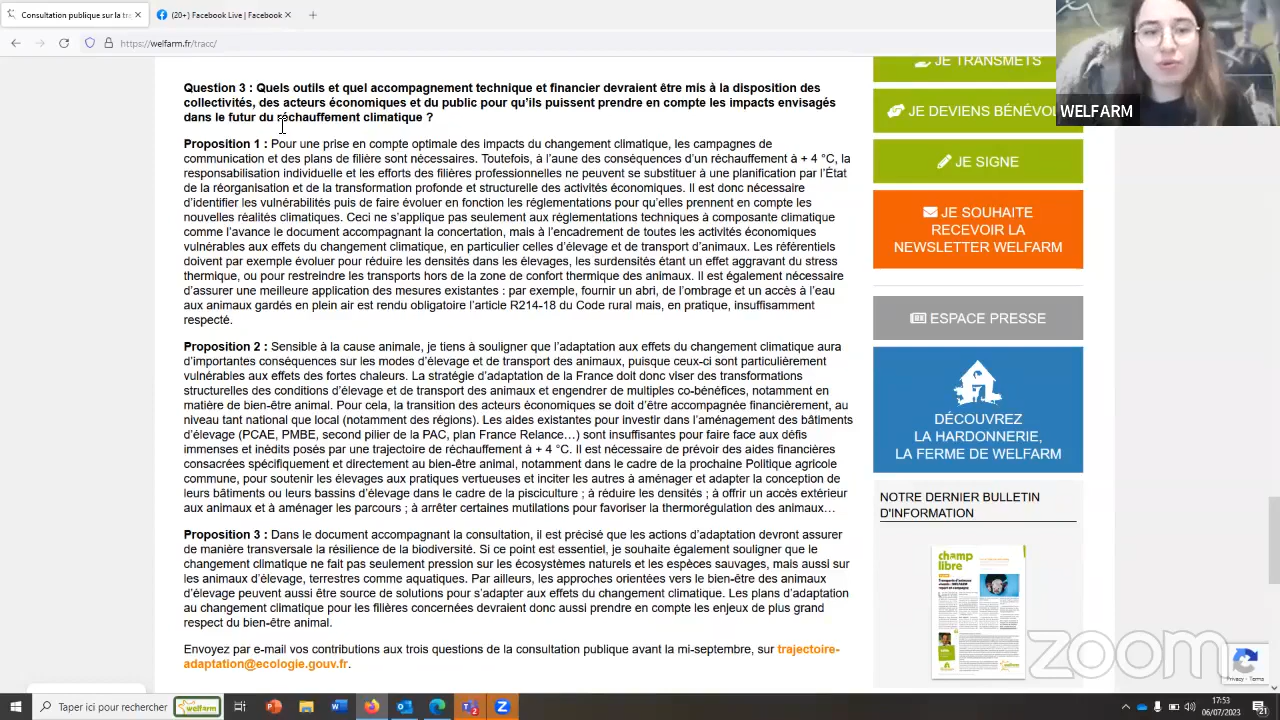 Consultation publique sur la tra
(20+) Facebook Live | Facebook
https://welfarm.fr/tracc/
WELFARM
Question 3 : Quels outils et quel accompagnement technique et financier devraient être mis à la disposition des
collectivités, des acteurs économiques et du public pour qu'ils puissent prendre en compte les impacts envisagés
dans le futur du réchauffement climatique ?
Proposition 1 : Pour une prise en compte optimale des impacts du changement climatique, les campagnes de
communication et des plans de filière sont nécessaires. Toutefois, à l'aune des conséquences d'un réchauffement à + 4 °C, la
responsabilisation individuelle et les efforts des filières professionnelles ne peuvent se substituer à une planification par l'État
de la réorganisation et de la transformation profonde et structurelle des activités économiques. Il est donc nécessaire
d'identifier les vulnérabilités puis de faire évoluer en fonction les réglementations pour qu'elles prennent en compte les
nouvelles réalités climatiques. Ceci ne s'applique pas seulement aux réglementations techniques à composante climatique
comme l'avance le document accompagnant la concertation, mais à l'encadrement de toutes les activités économiques
vulnérables aux effets du changement climatique, en particulier celles d'élevage et de transport d'animaux. Les référentiels
doivent par exemple évoluer pour réduire les densités dans les élevages, les surdensités étant un effet aggravant du stress
thermique, ou pour restreindre les transports hors de la zone de confort thermique des animaux. Il est également nécessaire
d'assurer une meilleure application des mesures existantes : par exemple, fournir un abri, de l'ombrage et un accès à l'eau
aux animaux gardés en plein air est rendu obligatoire l'article R214-18 du Code rural mais, en pratique, insuffisamment
respecté.
Proposition 2 : Sensible à la cause animale, je tiens à souligner que l'adaptation aux effets du changement climatique aura
d'importantes conséquences sur les modes d'élevage et de transport des animaux, puisque ceux-ci sont particulièrement
vulnérables aux effets des fortes chaleurs. La stratégie d'adaptation de la France doit donc viser des transformations
structurelles des conditions d'élevage et de transport des animaux et engendrer de multiples co-bénéfices, notamment en
matière de bien-être animal. Pour cela, la transition des acteurs économiques se doit d'être accompagnée financièrement, au
niveau tant national que local (notamment des régions). Les aides existantes pour investir dans l'aménagement des bâtiments
d'élevage (PCAE, PMBE, second pilier de la PAC, plan France Relance…) sont insuffisantes pour faire face aux défis
immenses et inédits posés par une trajectoire de réchauffement à + 4 °C. Il est nécessaire de prévoir des aides financières
consacrées spécifiquement et directement au bien-être animal, notamment dans le cadre de la prochaine Politique agricole
commune, pour soutenir les élevages aux pratiques vertueuses et inciter les autres à aménager et adapter la conception de
leurs bâtiments ou leurs bassins d'élevage dans le cadre de la pisciculture ; à réduire les densités ; à offrir un accès extérieur
aux animaux et à aménager les parcours ; à arrêter certaines mutilations pour favoriser la thermorégulation des animaux…
Proposition 3 : Dans le document accompagnant la consultation, il est précisé que les actions d'adaptation devront assurer
de manière transversale la résilience de la biodiversité. Si ce point est essentiel, je souhaite également souligner que le
changement climatique ne fait pas seulement pression sur les écosystèmes naturels et les espèces sauvages, mais aussi sur
les animaux d'élevage, terrestres comme aquatiques. Par ailleurs, les approches orientées vers le bien-être des animaux
d'élevage peuvent aussi être source de solutions pour s'adapter aux effets du changement climatique. Les plans d'adaptation
au changement climatique pour les filières concernées devraient donc aussi prendre en compte les enjeux de plus grand
respect du bien-être animal.
Envoyez par e-mail vos contributions aux trois questions de la consultation publique avant la mi-septembre, sur trajectoire-
adaptation@ecologie.gouv.fr.
JE TRANSMETS
JE DEVIENS BÉNÉVOL
JE SIGNE
JE SOUHAITE
RECEVOIR LA
NEWSLETTER WELFARM
ESPACE PRESSE
DÉCOUVREZ
LA HARDONNERIE,
LA FERME DE WELFARM
NOTRE DERNIER BULLETIN
D'INFORMATION
champ
libre
zoom
Privacy - Terms
Taper ici pour rechercher
welfarm
17:53
06/07/2023
21